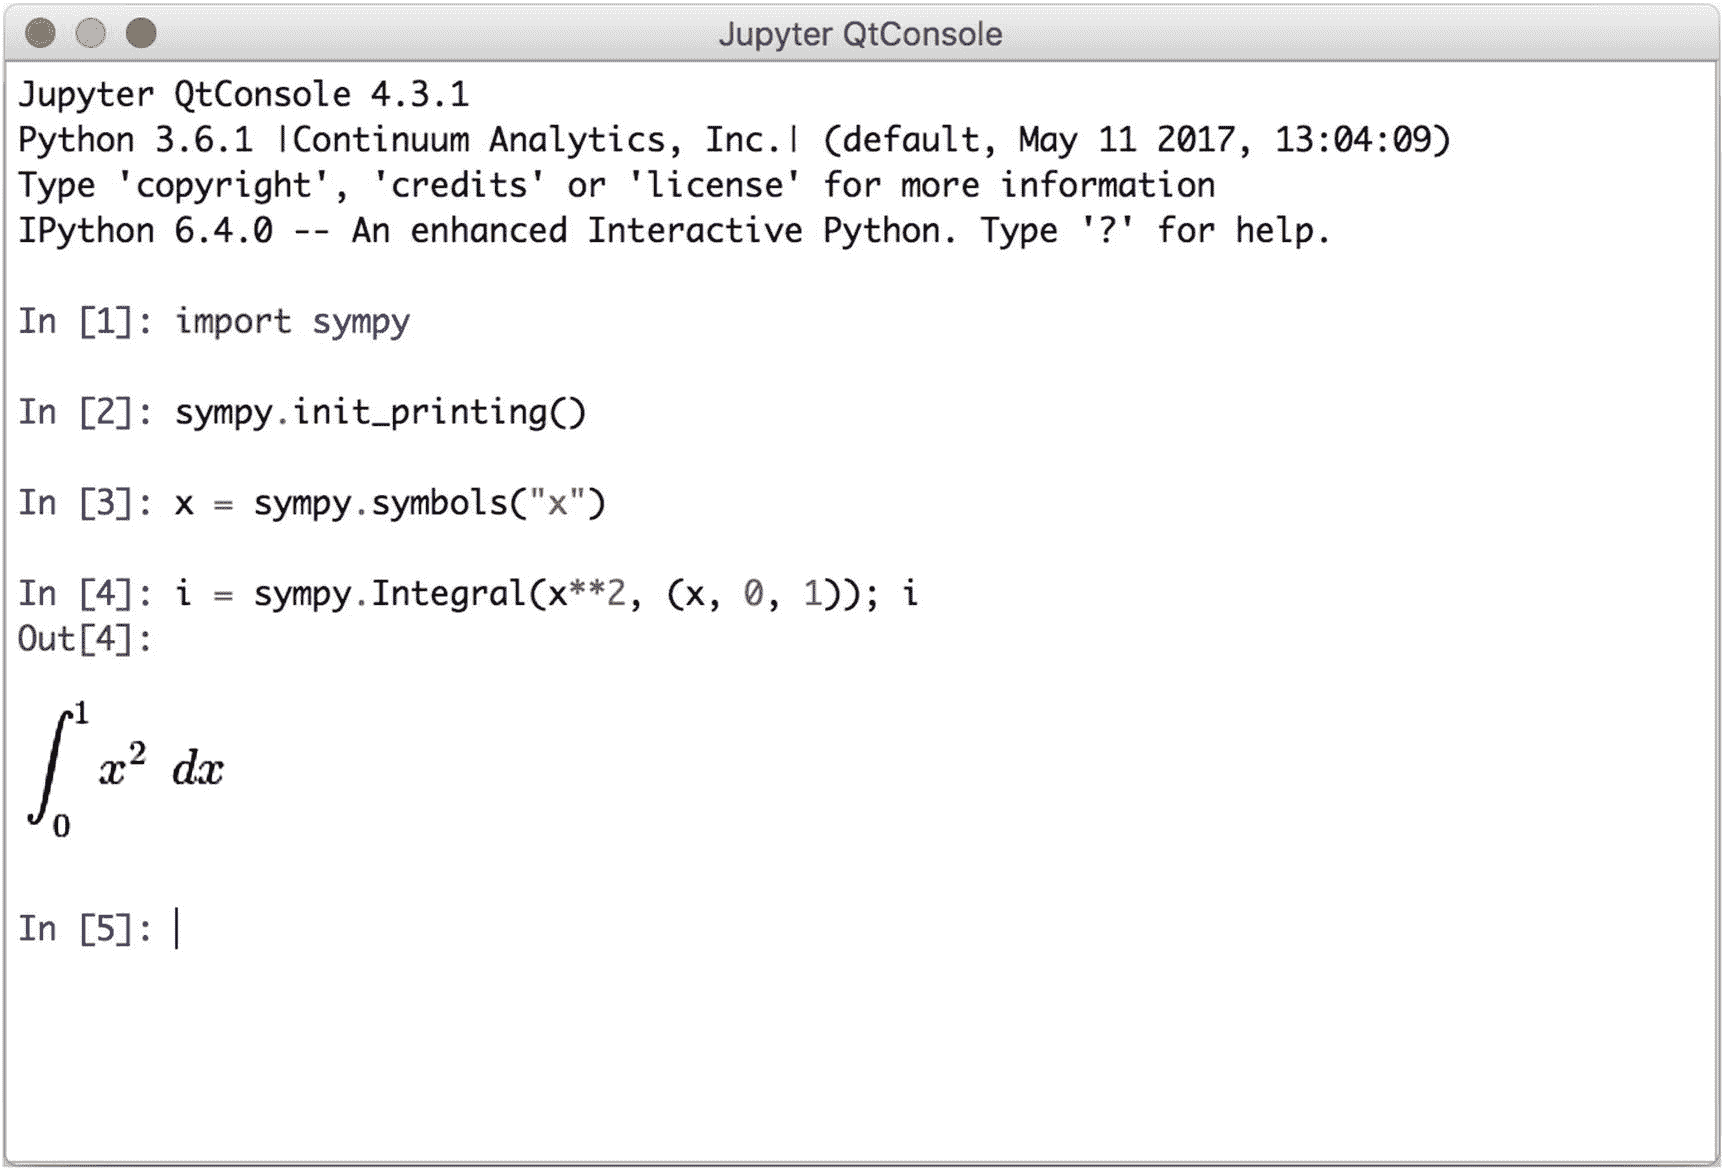 Jupyter QtConsole
Jupyter QtConsole 4.3.1
Python 3.6.1 |Continuum Analytics, Inc.| (default, May 11 2017, 13:04:09)
Type 'copyright', 'credits' or 'license' for more information
IPython 6.4.0 -- An enhanced Interactive Python. Type '?' for help.
In [1]: import sympy
In [2]: sympy.init_printing()
In [3]: x = sympy.symbols("x")
In [4]: i = sympy.Integral(x**2, (x, 0, 1)); i
Out[4]:
∫₀¹ x² dx
In [5]: